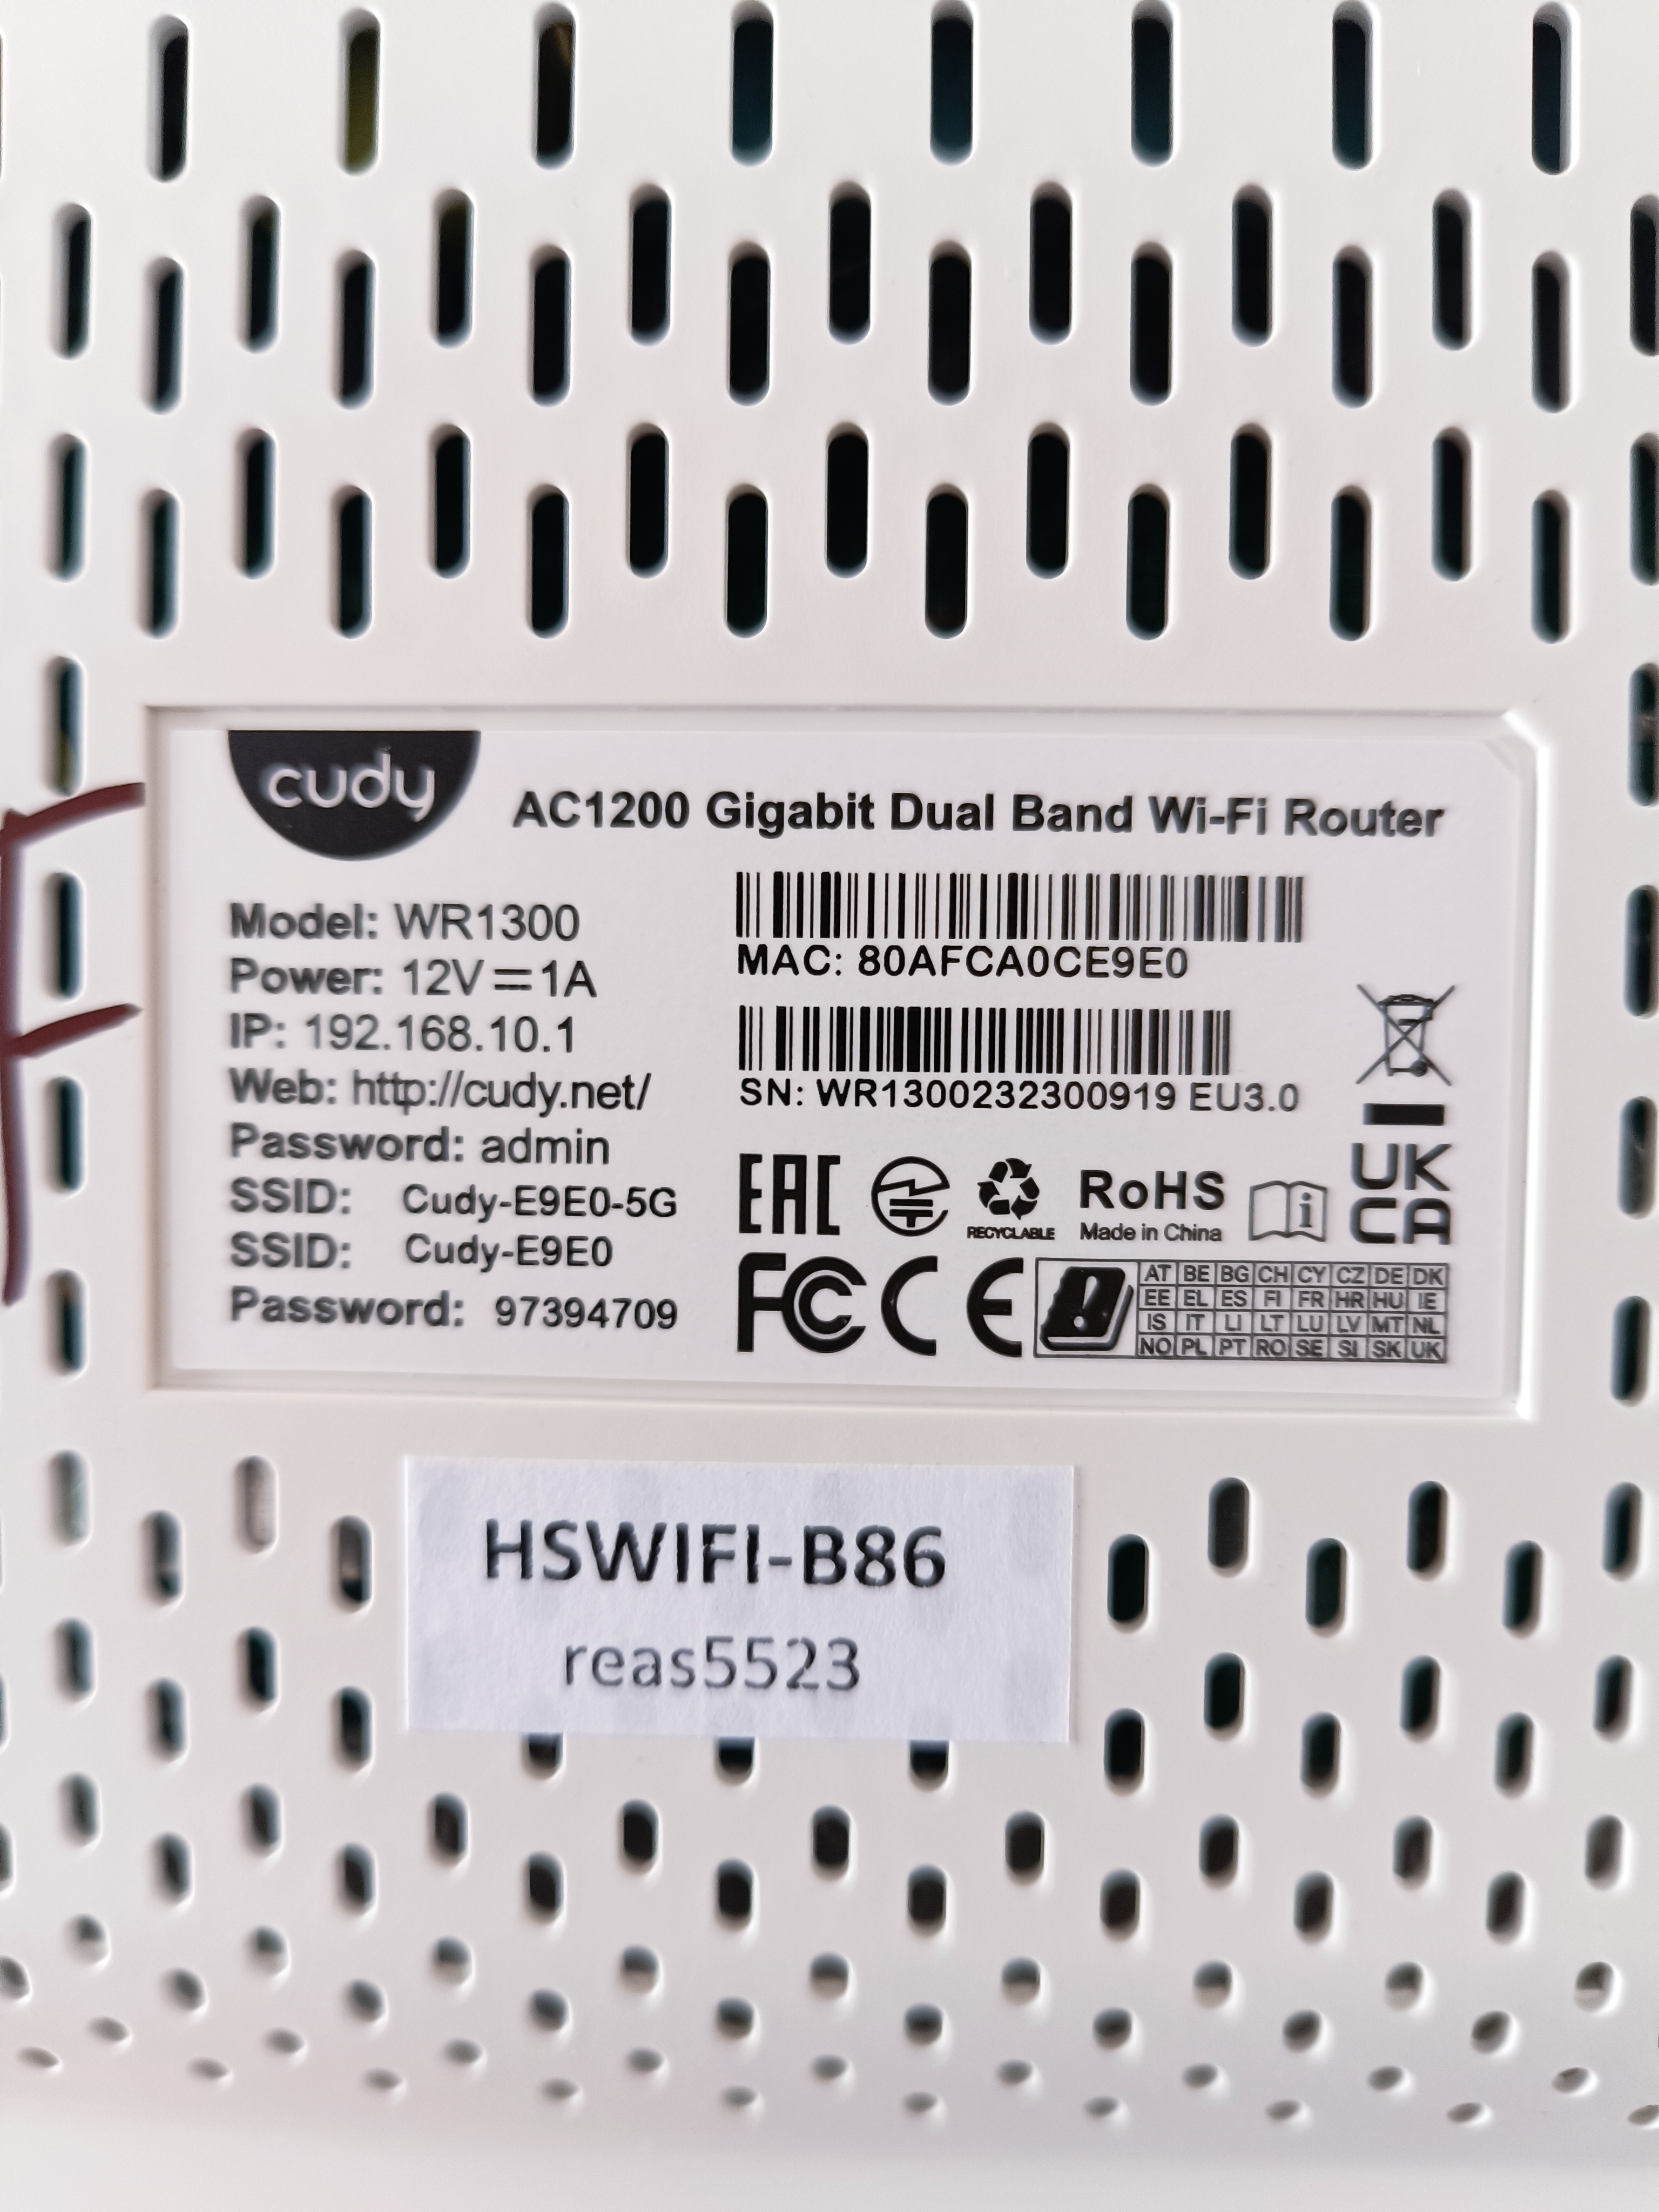 cudy
AC1200 Gigabit Dual Band Wi-Fi Router
Model: WR1300
Power: 12V⎓1A
IP: 192.168.10.1
Web: http://cudy.net/
Password: admin
SSID: Cudy-E9E0-5G
SSID: Cudy-E9E0
Password: 97394709
MAC: 80AFCA0CE9E0
SN: WR1300232300919 EU3.0
EAC
RECYCLABLE
RoHS
Made in China
i
UK
CA
FC CE
!
AT BE BG CH CY CZ DE DK
EE EL ES FI FR HR HU IE
IS IT LI LT LU LV MT NL
NO PL PT RO SE SI SK UK
HSWIFI-B86
reas5523